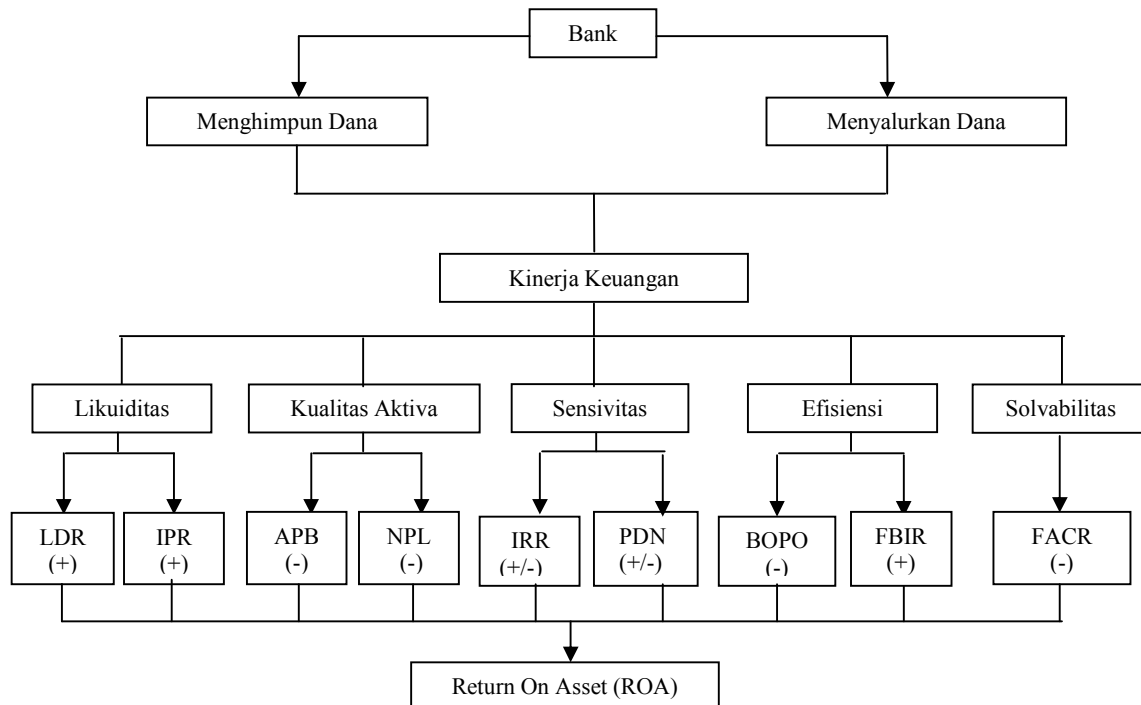 Bank
Menghimpun Dana
Menyalurkan Dana
Kinerja Keuangan
Likuiditas
Kualitas Aktiva
Sensivitas
Efisiensi
Solvabilitas
LDR
(+)
IPR
(+)
APB
(-)
NPL
(-)
IRR
(+/-)
PDN
(+/-)
BOPO
(-)
FBIR
(+)
FACR
(-)
Return On Asset (ROA)